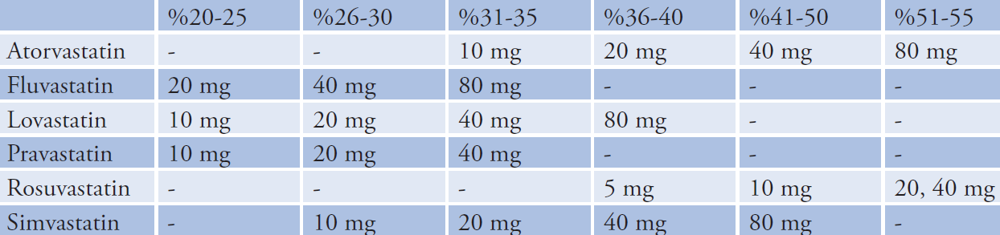 %20-25 %26-30 %31-35 %36-40 %41-50 %51-55
Atorvastatin - - 10 mg 20 mg 40 mg 80 mg
Fluvastatin 20 mg 40 mg 80 mg - - -
Lovastatin 10 mg 20 mg 40 mg 80 mg - -
Pravastatin 10 mg 20 mg 40 mg - - -
Rosuvastatin - - - 5 mg 10 mg 20, 40 mg
Simvastatin - 10 mg 20 mg 40 mg 80 mg -